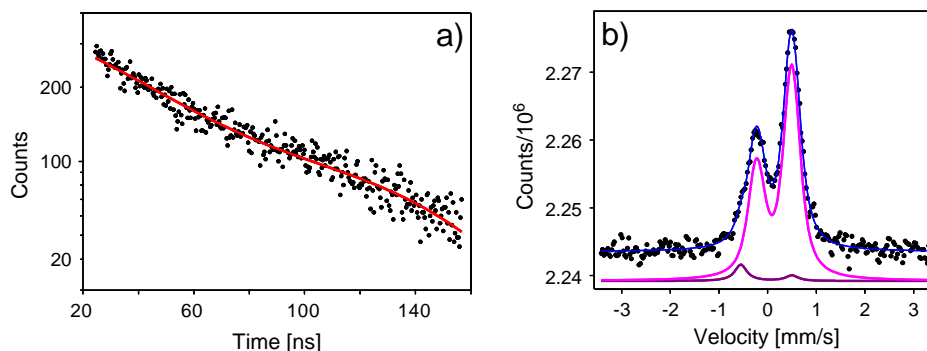 a)
200
100
20
Counts
20
60
100
140
Time [ns]
b)
2.27
2.26
2.25
2.24
Counts/10⁶
-3 -2 -1 0 1 2 3
Velocity [mm/s]